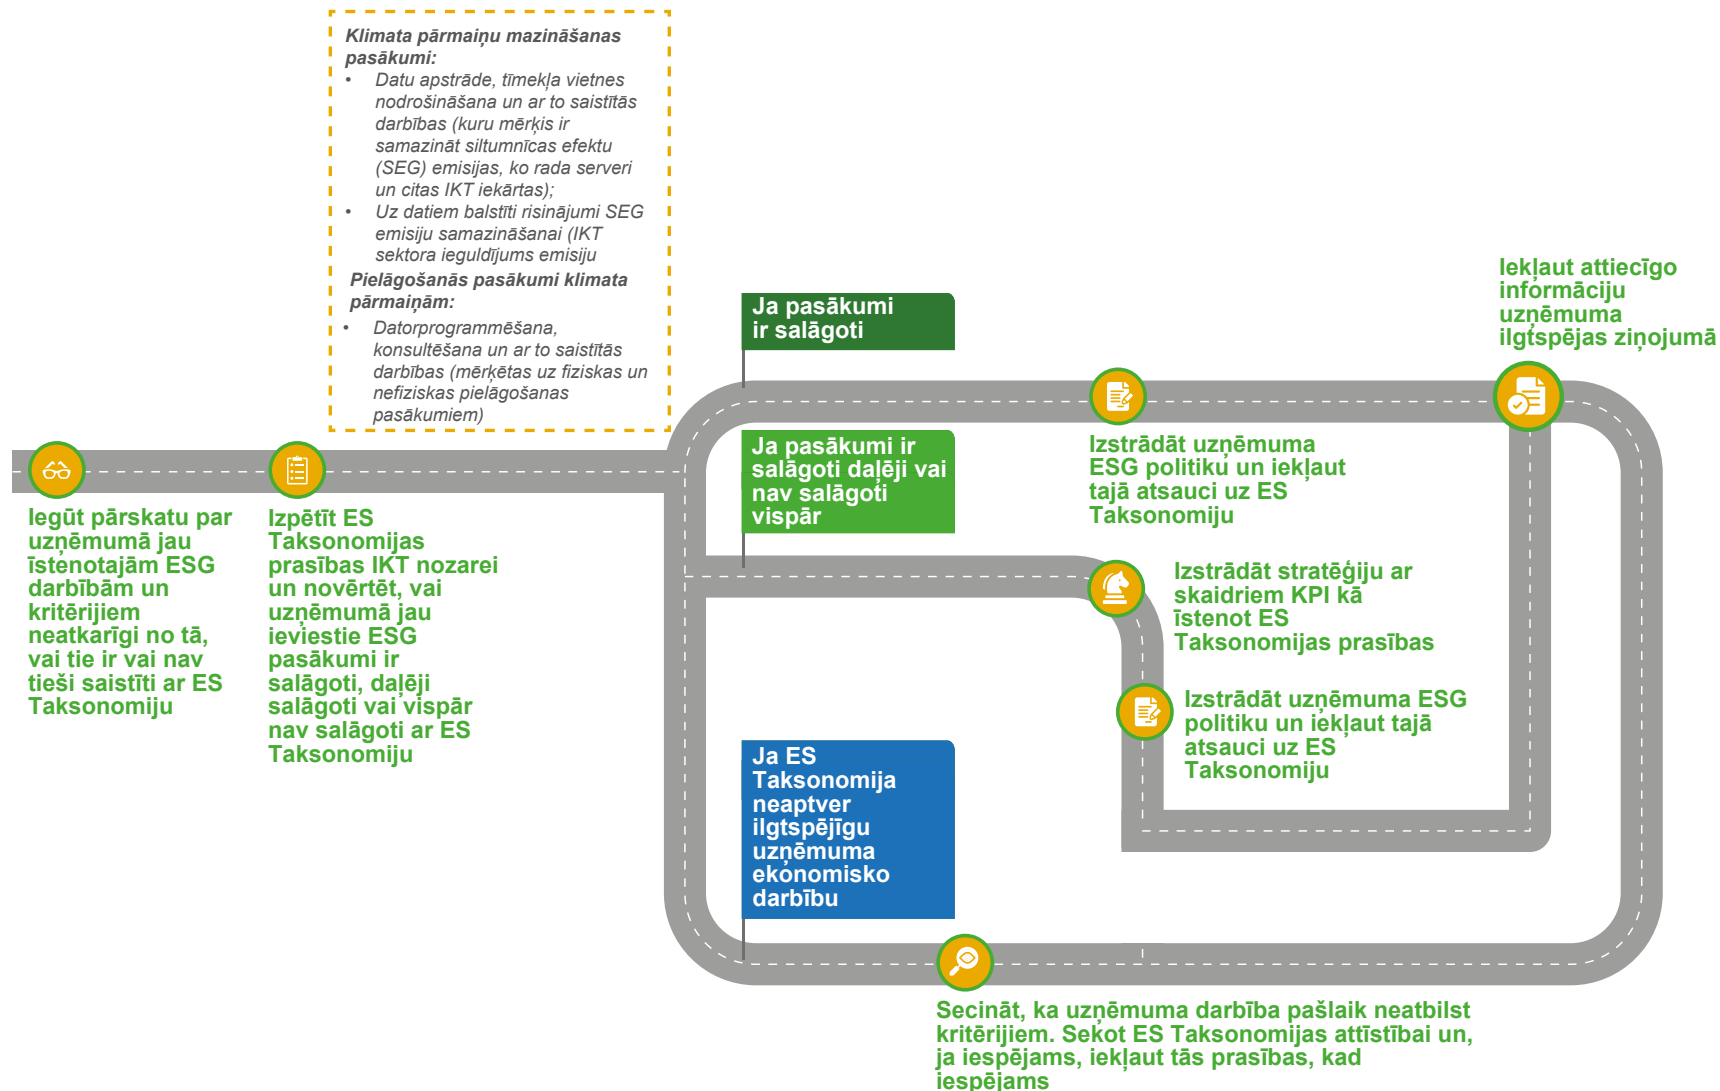 Klimata pārmaiņu mazināšanas
pasākumi:
• Datu apstrāde, tīmekļa vietnes
nodrošināšana un ar to saistītās
darbības (kuru mērķis ir
samazināt siltumnīcas efektu
(SEG) emisijas, ko rada serveri
un citas IKT iekārtas);
• Uz datiem balstīti risinājumi SEG
emisiju samazināšanai (IKT
sektora ieguldījums emisiju
Pielāgošanās pasākumi klimata
pārmaiņām:
• Datorprogrammēšana,
konsultēšana un ar to saistītās
darbības (mērķētas uz fiziskas un
nefiziskas pielāgošanas
pasākumiem)
Iegūt pārskatu par
uzņēmumā jau
īstenotajām ESG
darbībām un
kritērijiem
neatkarīgi no tā,
vai tie ir vai nav
tieši saistīti ar ES
Taksonomiju
Izpētīt ES
Taksonomijas
prasības IKT nozarei
un novērtēt, vai
uzņēmumā jau
ieviestie ESG
pasākumi ir
salāgoti, daļēji
salāgoti vai vispār
nav salāgoti ar ES
Taksonomiju
Ja pasākumi
ir salāgoti
Izstrādāt uzņēmuma
ESG politiku un iekļaut
tajā atsauci uz ES
Taksonomiju
Iekļaut attiecīgo
informāciju
uzņēmuma
ilgtspējas ziņojumā
Ja pasākumi ir
salāgoti daļēji vai
nav salāgoti
vispār
Izstrādāt stratēģiju ar
skaidriem KPI kā
īstenot ES
Taksonomijas prasības
Izstrādāt uzņēmuma ESG
politiku un iekļaut tajā
atsauci uz ES
Taksonomiju
Ja ES
Taksonomija
neaptver
ilgtspējīgu
uzņēmuma
ekonomisko
darbību
Secināt, ka uzņēmuma darbība pašlaik neatbilst
kritērijiem. Sekot ES Taksonomijas attīstībai un,
ja iespējams, iekļaut tās prasības, kad
iespējams